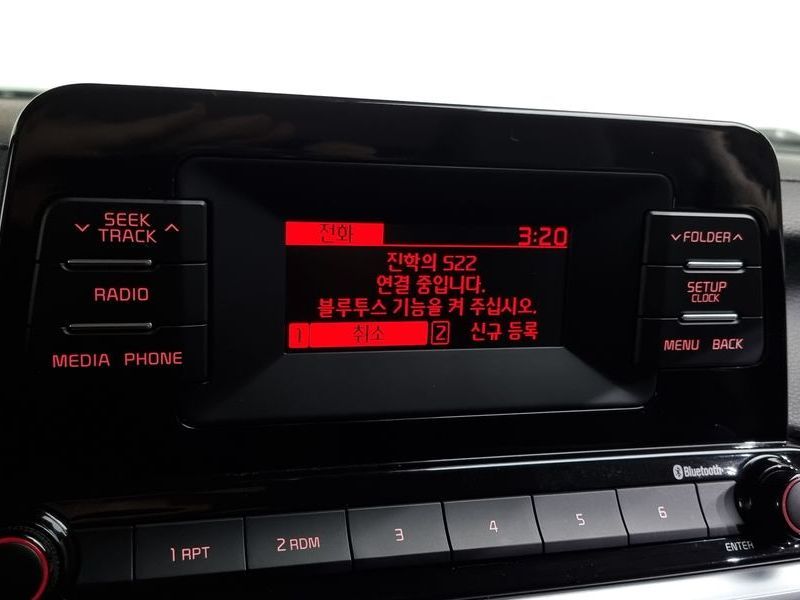 SEEK
TRACK
RADIO
MEDIA PHONE
전화 3:20
진학의 S22
연결 중입니다.
블루투스 기능을 켜 주십시오.
1 취소 2 신규 등록
FOLDER
SETUP
CLOCK
MENU BACK
Bluetooth
1 RPT
2 RDM
3
4
5
6
ENTER